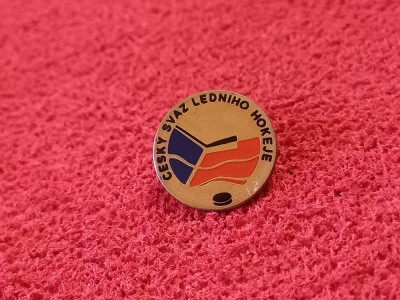 ČESKÝ SVAZ LEDNÍHO HOKEJE